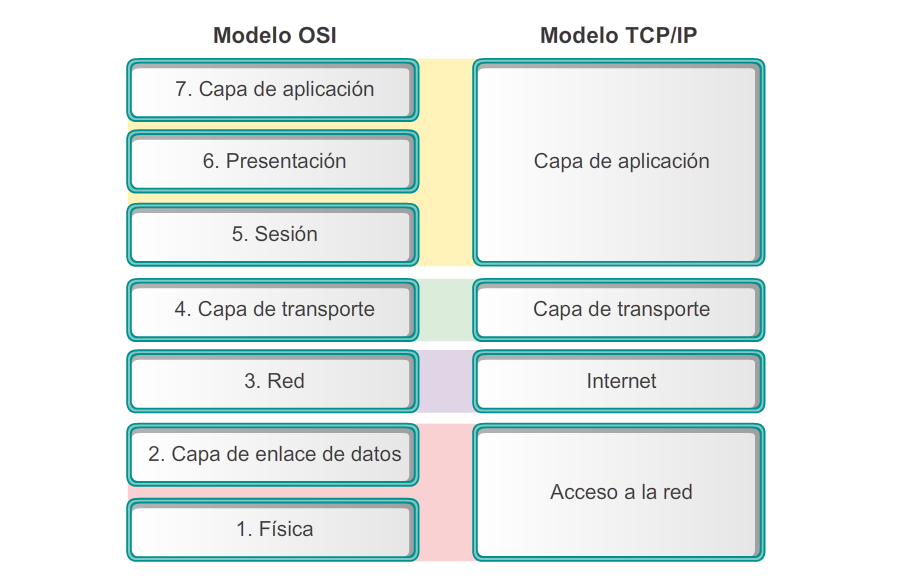 Modelo OSI
Modelo TCP/IP
7. Capa de aplicación
6. Presentación
5. Sesión
Capa de aplicación
4. Capa de transporte
Capa de transporte
3. Red
Internet
2. Capa de enlace de datos
1. Física
Acceso a la red